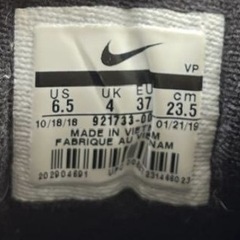 VP
US UK EU cm
6.5 4 37 23.5
10/18/18 921733-00 01/21/19
MADE IN
FABRIQUE AU NAM